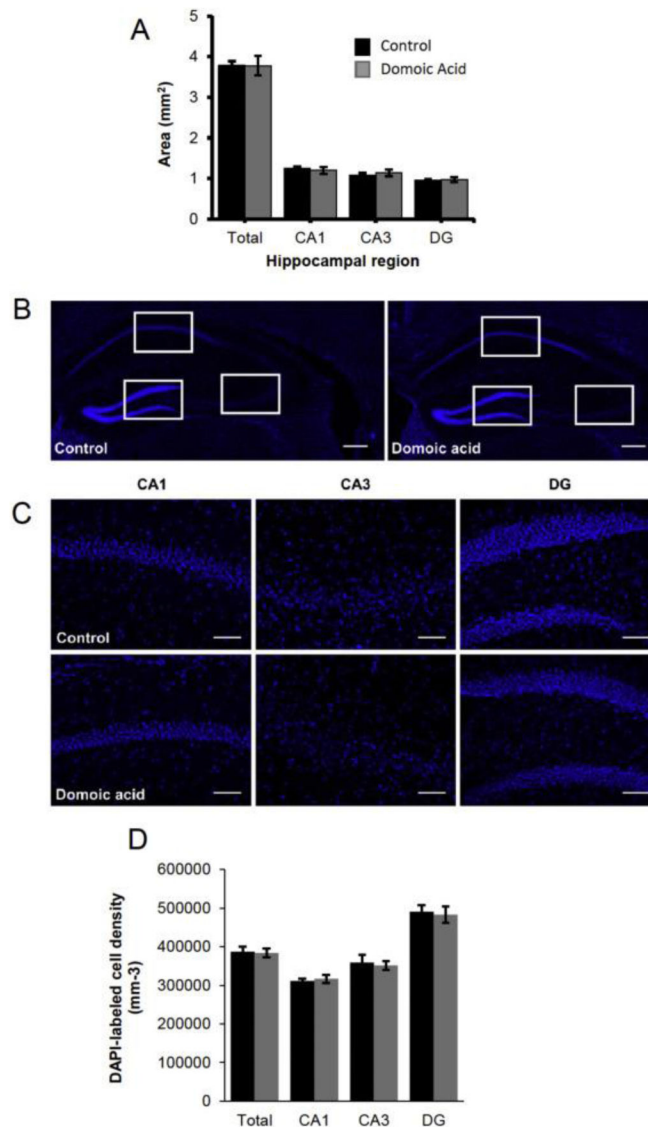 A
5
4
3
2
1
0
Area (mm²)
Control
Domoic Acid
Total CA1 CA3 DG
Hippocampal region
B
Control
Domoic acid
CA1 CA3 DG
C
Control
Domoic acid
D
600000
500000
400000
300000
200000
100000
0
DAPI-labeled cell density
(mm-3)
Total CA1 CA3 DG